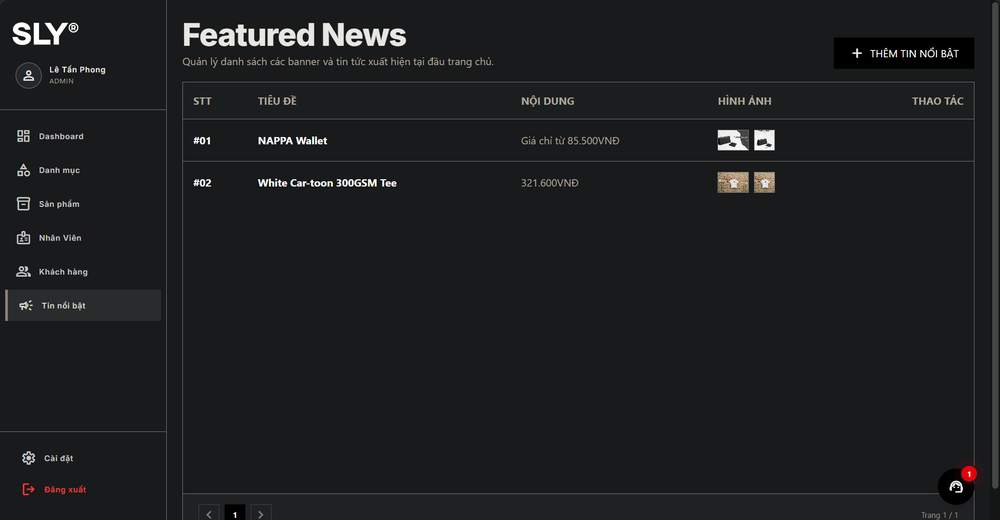 SLY®
Lê Tấn Phong
ADMIN
Dashboard
Danh mục
Sản phẩm
Nhân Viên
Khách hàng
Tin nổi bật
Cài đặt
Đăng xuất
Featured News
Quản lý danh sách các banner và tin tức xuất hiện tại đầu trang chủ.
THÊM TIN NỔI BẬT
STT TIÊU ĐỀ NỘI DUNG HÌNH ẢNH THAO TÁC
#01 NAPPA Wallet Giá chỉ từ 85.500VNĐ
#02 White Car-toon 300GSM Tee 321.600VNĐ
1
1
Trang 1 / 1